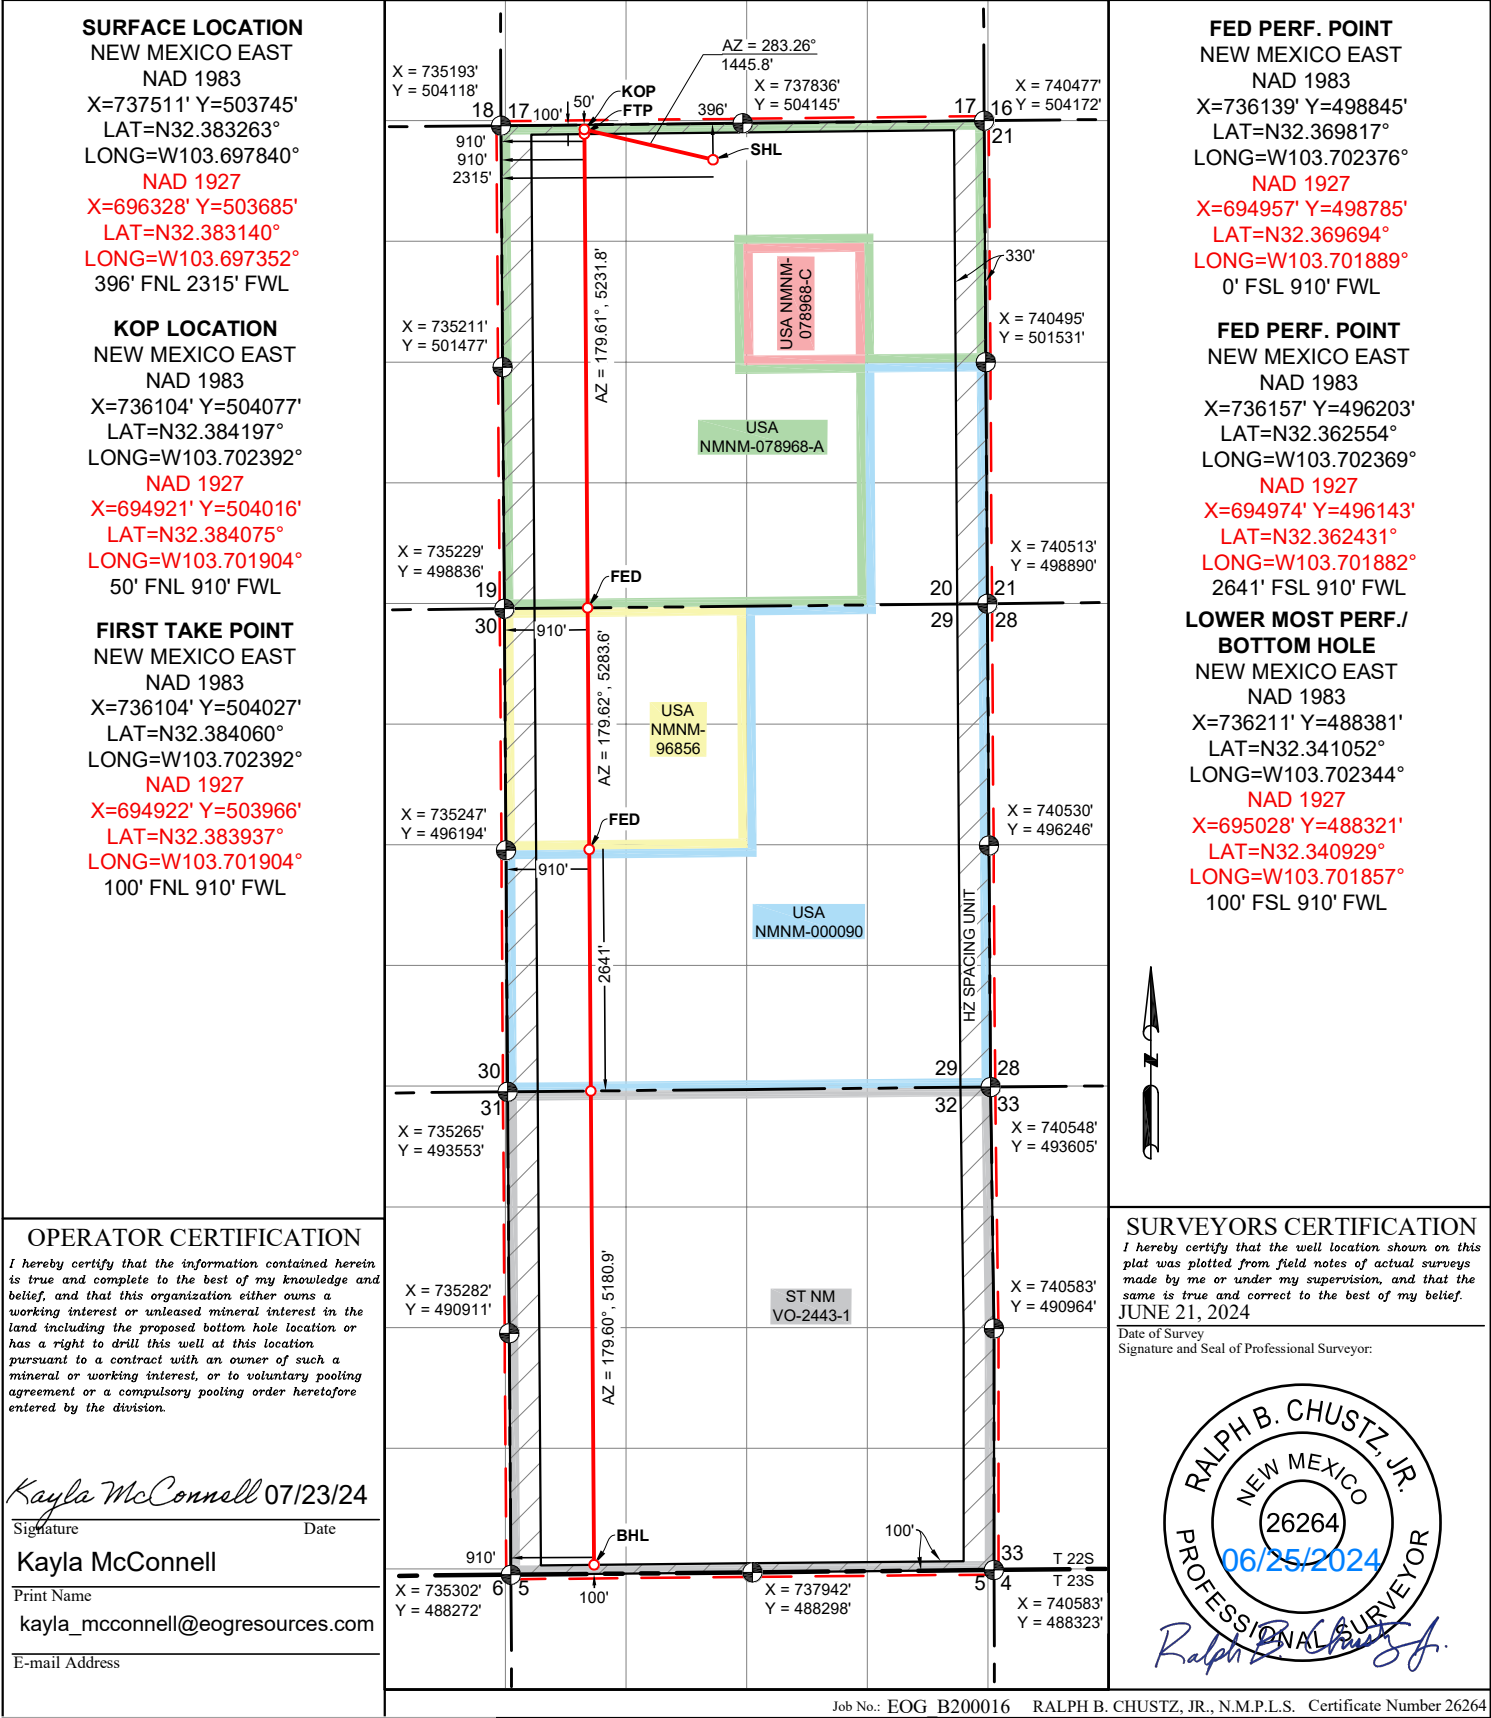 SURFACE LOCATION
NEW MEXICO EAST
NAD 1983
X=737511' Y=503745'
LAT=N32.383263°
LONG=W103.697840°
NAD 1927
X=696328' Y=503685'
LAT=N32.383140°
LONG=W103.697352°
396' FNL 2315' FWL
KOP LOCATION
NEW MEXICO EAST
NAD 1983
X=736104' Y=504077'
LAT=N32.384197°
LONG=W103.702392°
NAD 1927
X=694921' Y=504016'
LAT=N32.384075°
LONG=W103.701904°
50' FNL 910' FWL
FIRST TAKE POINT
NEW MEXICO EAST
NAD 1983
X=736104' Y=504027'
LAT=N32.384060°
LONG=W103.702392°
NAD 1927
X=694922' Y=503966'
LAT=N32.383937°
LONG=W103.701904°
100' FNL 910' FWL
OPERATOR CERTIFICATION
I hereby certify that the information contained herein
is true and complete to the best of my knowledge and
belief, and that this organization either owns a
working interest or unleased mineral interest in the
land including the proposed bottom hole location or
has a right to drill this well at this location
pursuant to a contract with an owner of such a
mineral or working interest, or to voluntary pooling
agreement or a compulsory pooling order heretofore
entered by the division.
Kayla McConnell 07/23/24
Signature Date
Kayla McConnell
Print Name
kayla_mcconnell@eogresources.com
E-mail Address
AZ = 283.26°
1445.8'
X = 735193'
Y = 504118'
X = 737836'
Y = 504145'
X = 740477'
Y = 504172'
18 17
100'
50'
KOP
FTP
396'
17 16
21
910'
910'
2315'
SHL
AZ = 179.61°, 5231.8'
USA NMNM-
078968-C
330'
X = 735211'
Y = 501477'
X = 740495'
Y = 501531'
USA
NMNM-078968-A
X = 735229'
Y = 498836'
X = 740513'
Y = 498890'
19
30
FED
20 21
29 28
910'
AZ = 179.62°, 5283.6'
USA
NMNM-
96856
X = 735247'
Y = 496194'
X = 740530'
Y = 496246'
FED
910'
USA
NMNM-000090
2641'
HZ SPACING UNIT
30
31
29 28
32 33
X = 735265'
Y = 493553'
X = 740548'
Y = 493605'
AZ = 179.60°, 5180.9'
X = 735282'
Y = 490911'
ST NM
VO-2443-1
X = 740583'
Y = 490964'
BHL
100'
910'
33
T 22S
T 23S
6 5
5 4
100'
X = 735302'
Y = 488272'
X = 737942'
Y = 488298'
X = 740583'
Y = 488323'
FED PERF. POINT
NEW MEXICO EAST
NAD 1983
X=736139' Y=498845'
LAT=N32.369817°
LONG=W103.702376°
NAD 1927
X=694957' Y=498785'
LAT=N32.369694°
LONG=W103.701889°
0' FSL 910' FWL
FED PERF. POINT
NEW MEXICO EAST
NAD 1983
X=736157' Y=496203'
LAT=N32.362554°
LONG=W103.702369°
NAD 1927
X=694974' Y=496143'
LAT=N32.362431°
LONG=W103.701882°
2641' FSL 910' FWL
LOWER MOST PERF./
BOTTOM HOLE
NEW MEXICO EAST
NAD 1983
X=736211' Y=488381'
LAT=N32.341052°
LONG=W103.702344°
NAD 1927
X=695028' Y=488321'
LAT=N32.340929°
LONG=W103.701857°
100' FSL 910' FWL
Z
SURVEYORS CERTIFICATION
I hereby certify that the well location shown on this
plat was plotted from field notes of actual surveys
made by me or under my supervision, and that the
same is true and correct to the best of my belief.
JUNE 21, 2024
Date of Survey
Signature and Seal of Professional Surveyor:
RALPH B. CHUSTZ, JR.
NEW MEXICO
26264
06/25/2024
PROFESSIONAL SURVEYOR
Ralph B. Chustz Jr.
Job No.: EOG_B200016 RALPH B. CHUSTZ, JR., N.M.P.L.S. Certificate Number 26264